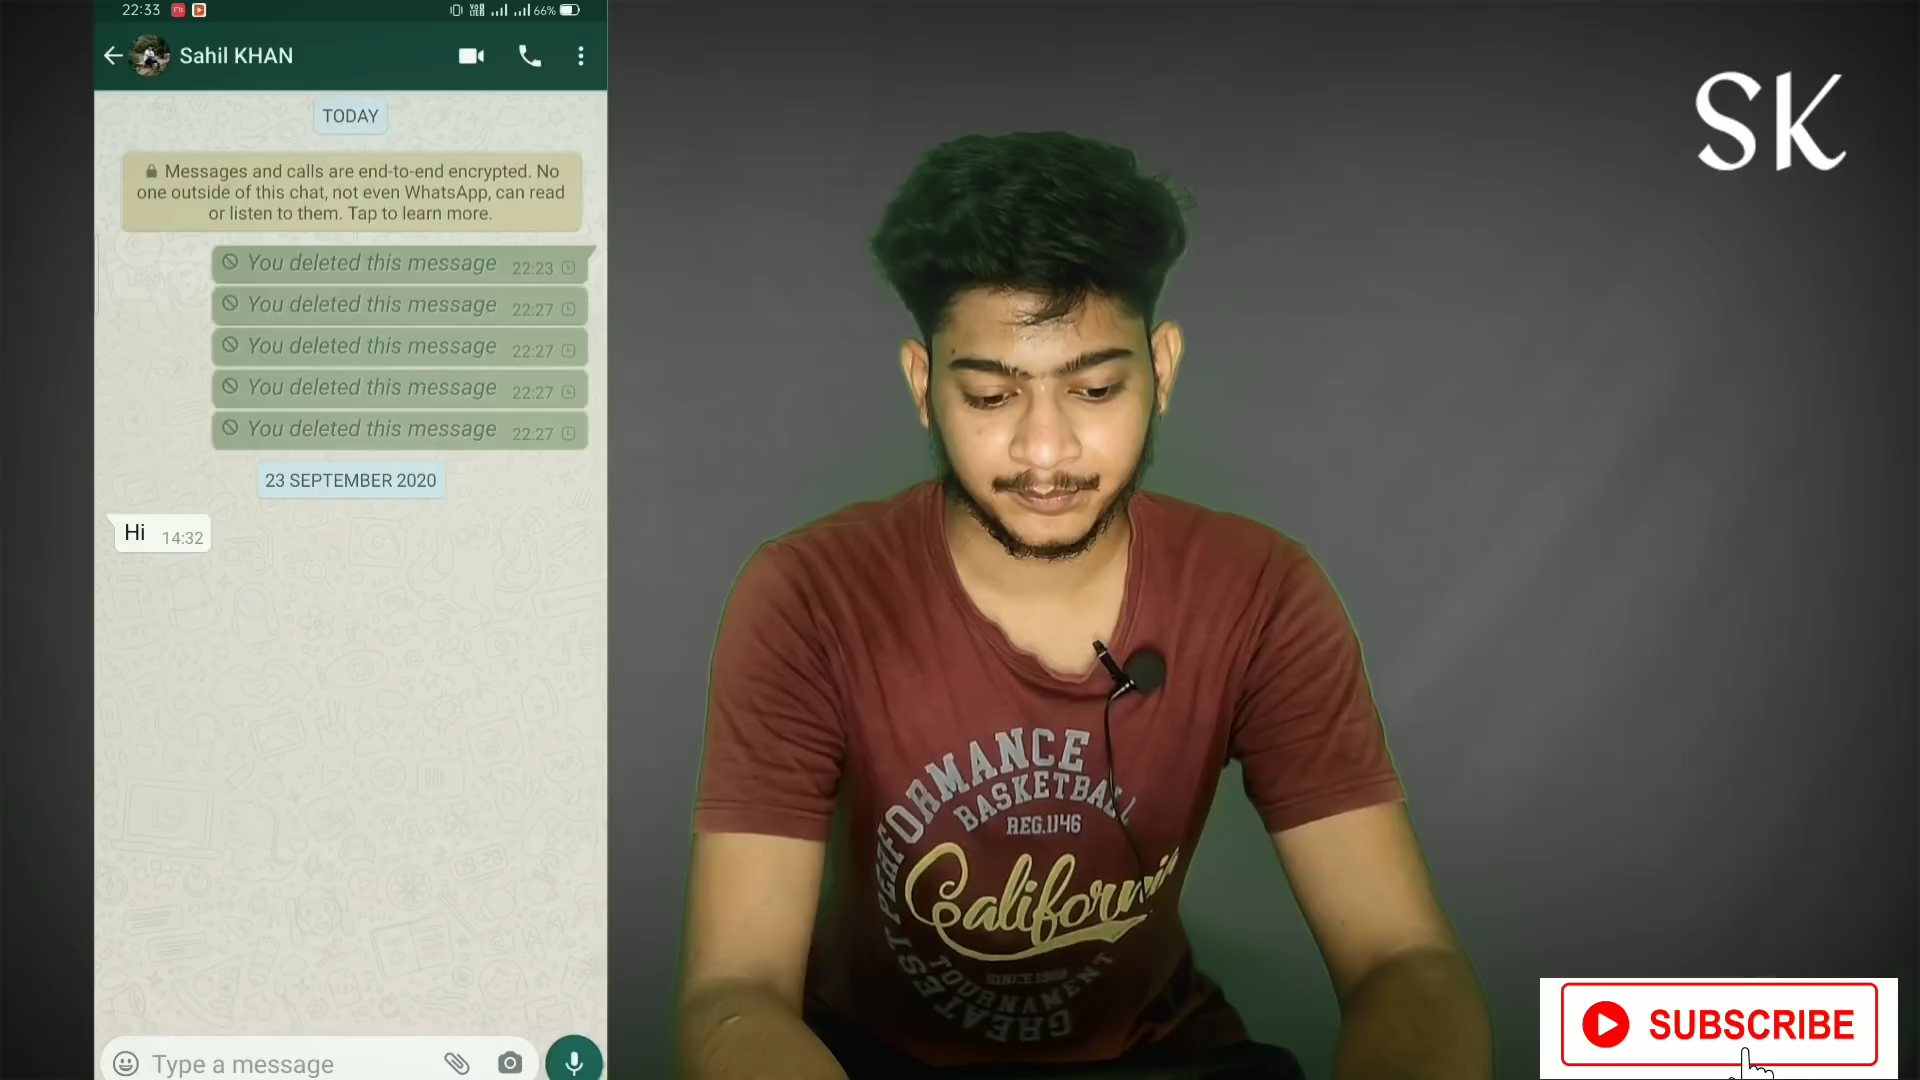 22:33
66%
Sahil KHAN
TODAY
Messages and calls are end-to-end encrypted. No
one outside of this chat, not even WhatsApp, can read
or listen to them. Tap to learn more.
You deleted this message 22:23
You deleted this message 22:27
You deleted this message 22:27
You deleted this message 22:27
You deleted this message 22:27
23 SEPTEMBER 2020
Hi 14:32
Type a message
SK
PERFORMANCE
BASKETBALL
REG.1146
California
SINCE
TOURNAMENT
GREATEST
SUBSCRIBE